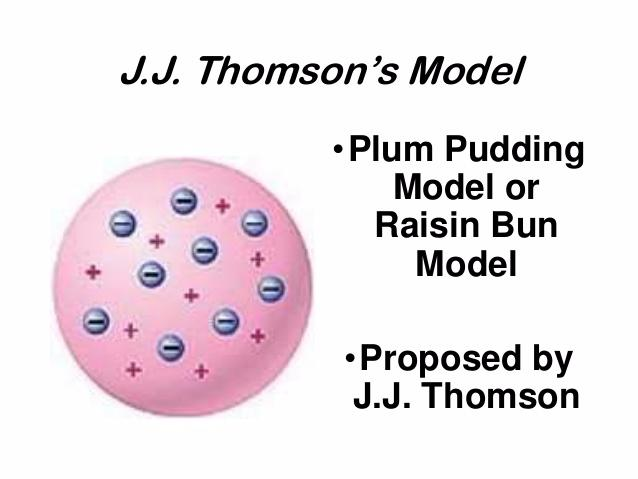 J.J. Thomson's Model
•Plum Pudding
Model or
Raisin Bun
Model
•Proposed by
J.J. Thomson